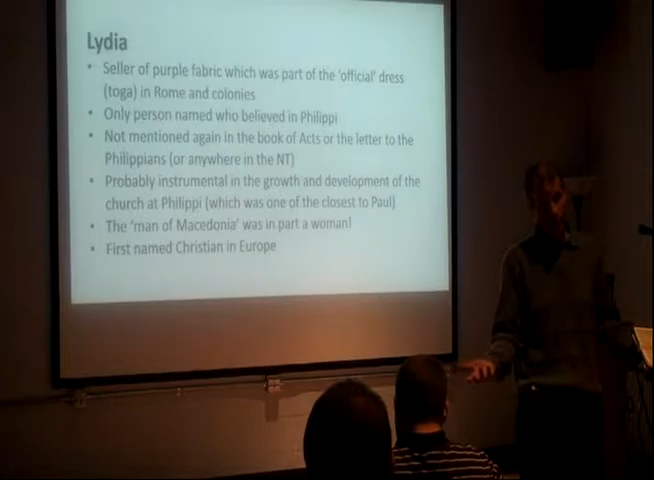 Lydia
• Seller of purple fabric which was part of the 'official' dress
(toga) in Rome and colonies
• Only person named who believed in Philippi
• Not mentioned again in the book of Acts or the letter to the
Philippians (or anywhere in the NT)
• Probably instrumental in the growth and development of the
church at Philippi (which was one of the closest to Paul)
• The 'man of Macedonia' was in part a woman!
• First named Christian in Europe